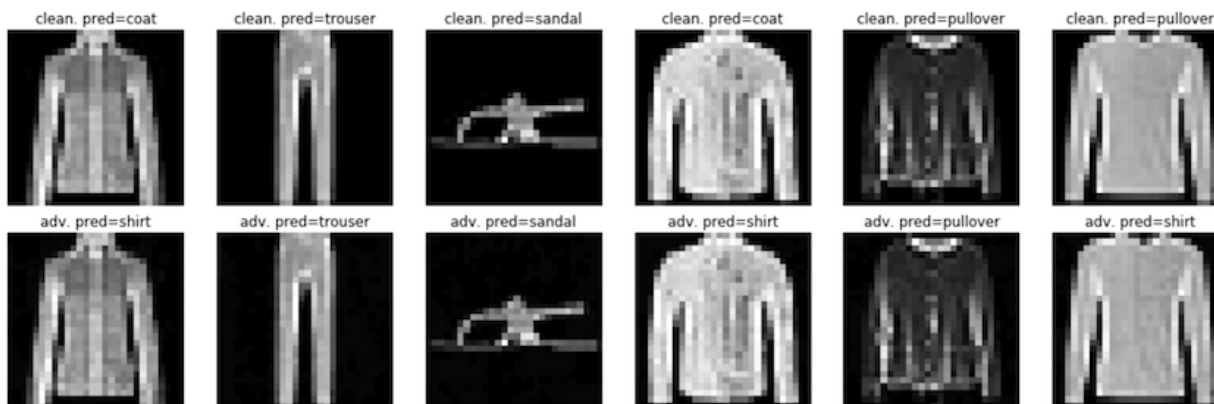 clean. pred=coat
clean. pred=trouser
clean. pred=sandal
clean. pred=coat
clean. pred=pullover
clean. pred=pullover
adv. pred=shirt
adv. pred=trouser
adv. pred=sandal
adv. pred=shirt
adv. pred=pullover
adv. pred=shirt